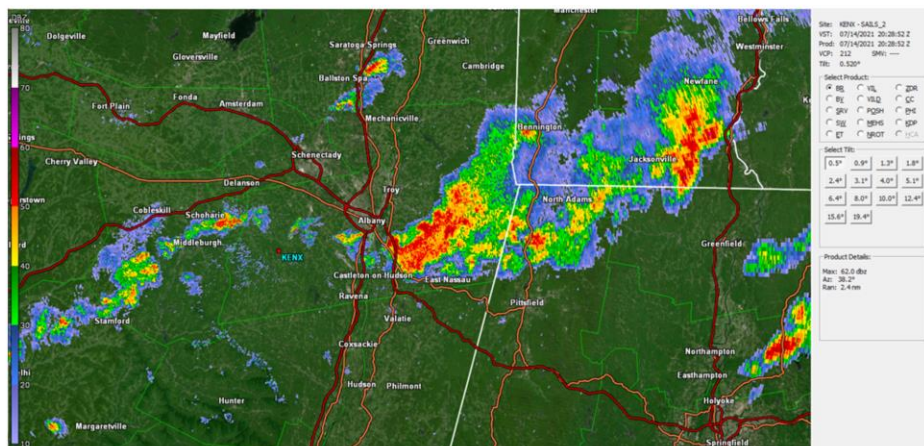 Dolgeville
Mayfield
Gloversville
Saratoga Springs
Greenwich
Manchester
Bellows Falls
Westminster
Ballston Spa
Cambridge
Newfane
Fort Plain
Fonda
Amsterdam
Mechanicville
Bennington
Springs
Cherry Valley
Schenectady
Jacksonville
Delanson
Troy
Cobleskill
Schoharie
Albany
North Adams
Middleburgh
KENX
Castleton on Hudson
East Nassau
Greenfield
Ravena
Stamford
Valatie
Pittsfield
Coxsackie
Northampton
Easthampton
Hudson
Philmont
Hunter
Holyoke
Margaretville
Springfield
80
70
60
50
40
30
20
10
Site: KENX - SAILS_2
VST: 07/14/2021 20:28:52 Z
Prod: 07/14/2021 20:28:52 Z
VCP: 212 SMV: ----
Tilt: 0.520°
Select Product:
BR VIL ZDR
BV VILD CC
SRV POSH PHI
SW MEHS KDP
ET NROT HCA
Select Tilt:
0.5° 0.9° 1.3° 1.8°
2.4° 3.1° 4.0° 5.1°
6.4° 8.0° 10.0° 12.4°
15.6° 19.4°
Product Details:
Max: 62.0 dbz
Az: 38.2°
Ran: 2.4 nm